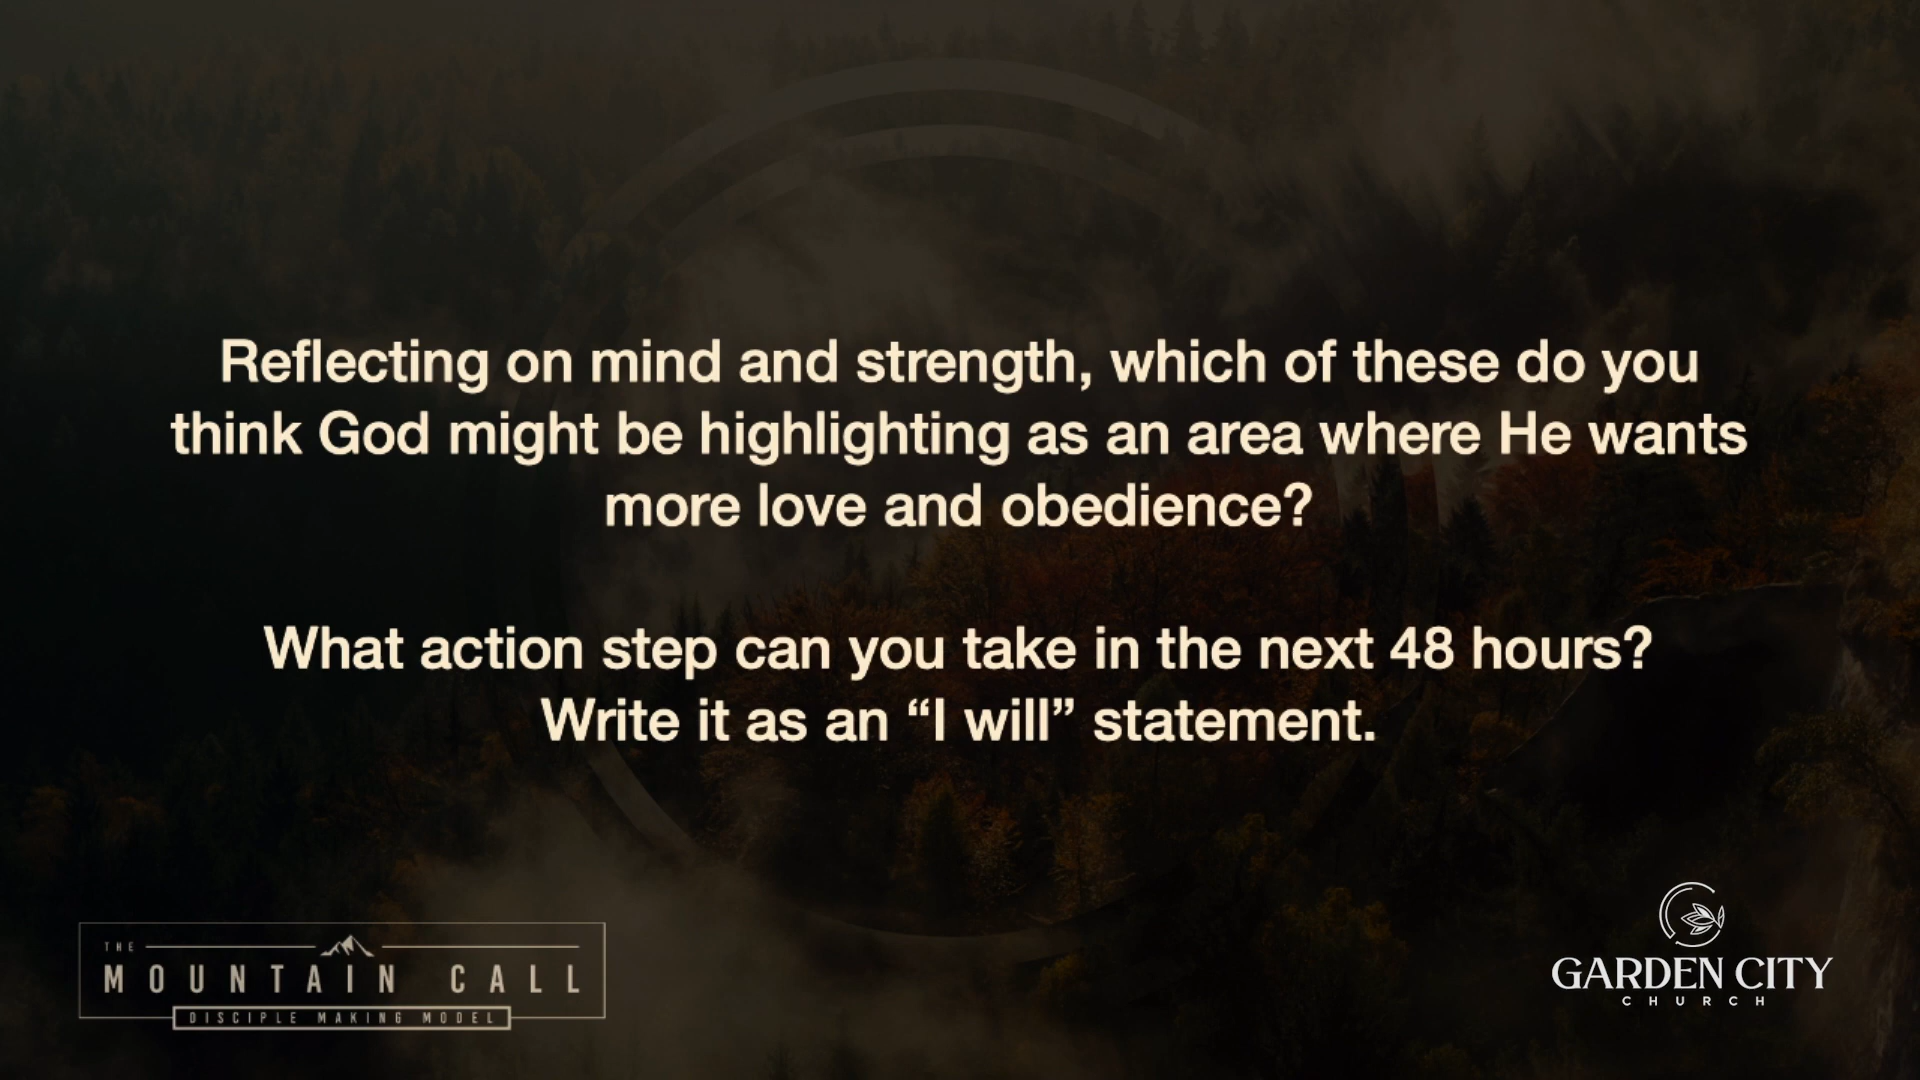 Reflecting on mind and strength, which of these do you
think God might be highlighting as an area where He wants
more love and obedience?
What action step can you take in the next 48 hours?
Write it as an “I will” statement.
THE
MOUNTAIN CALL
DISCIPLE MAKING MODEL
GARDEN CITY
CHURCH